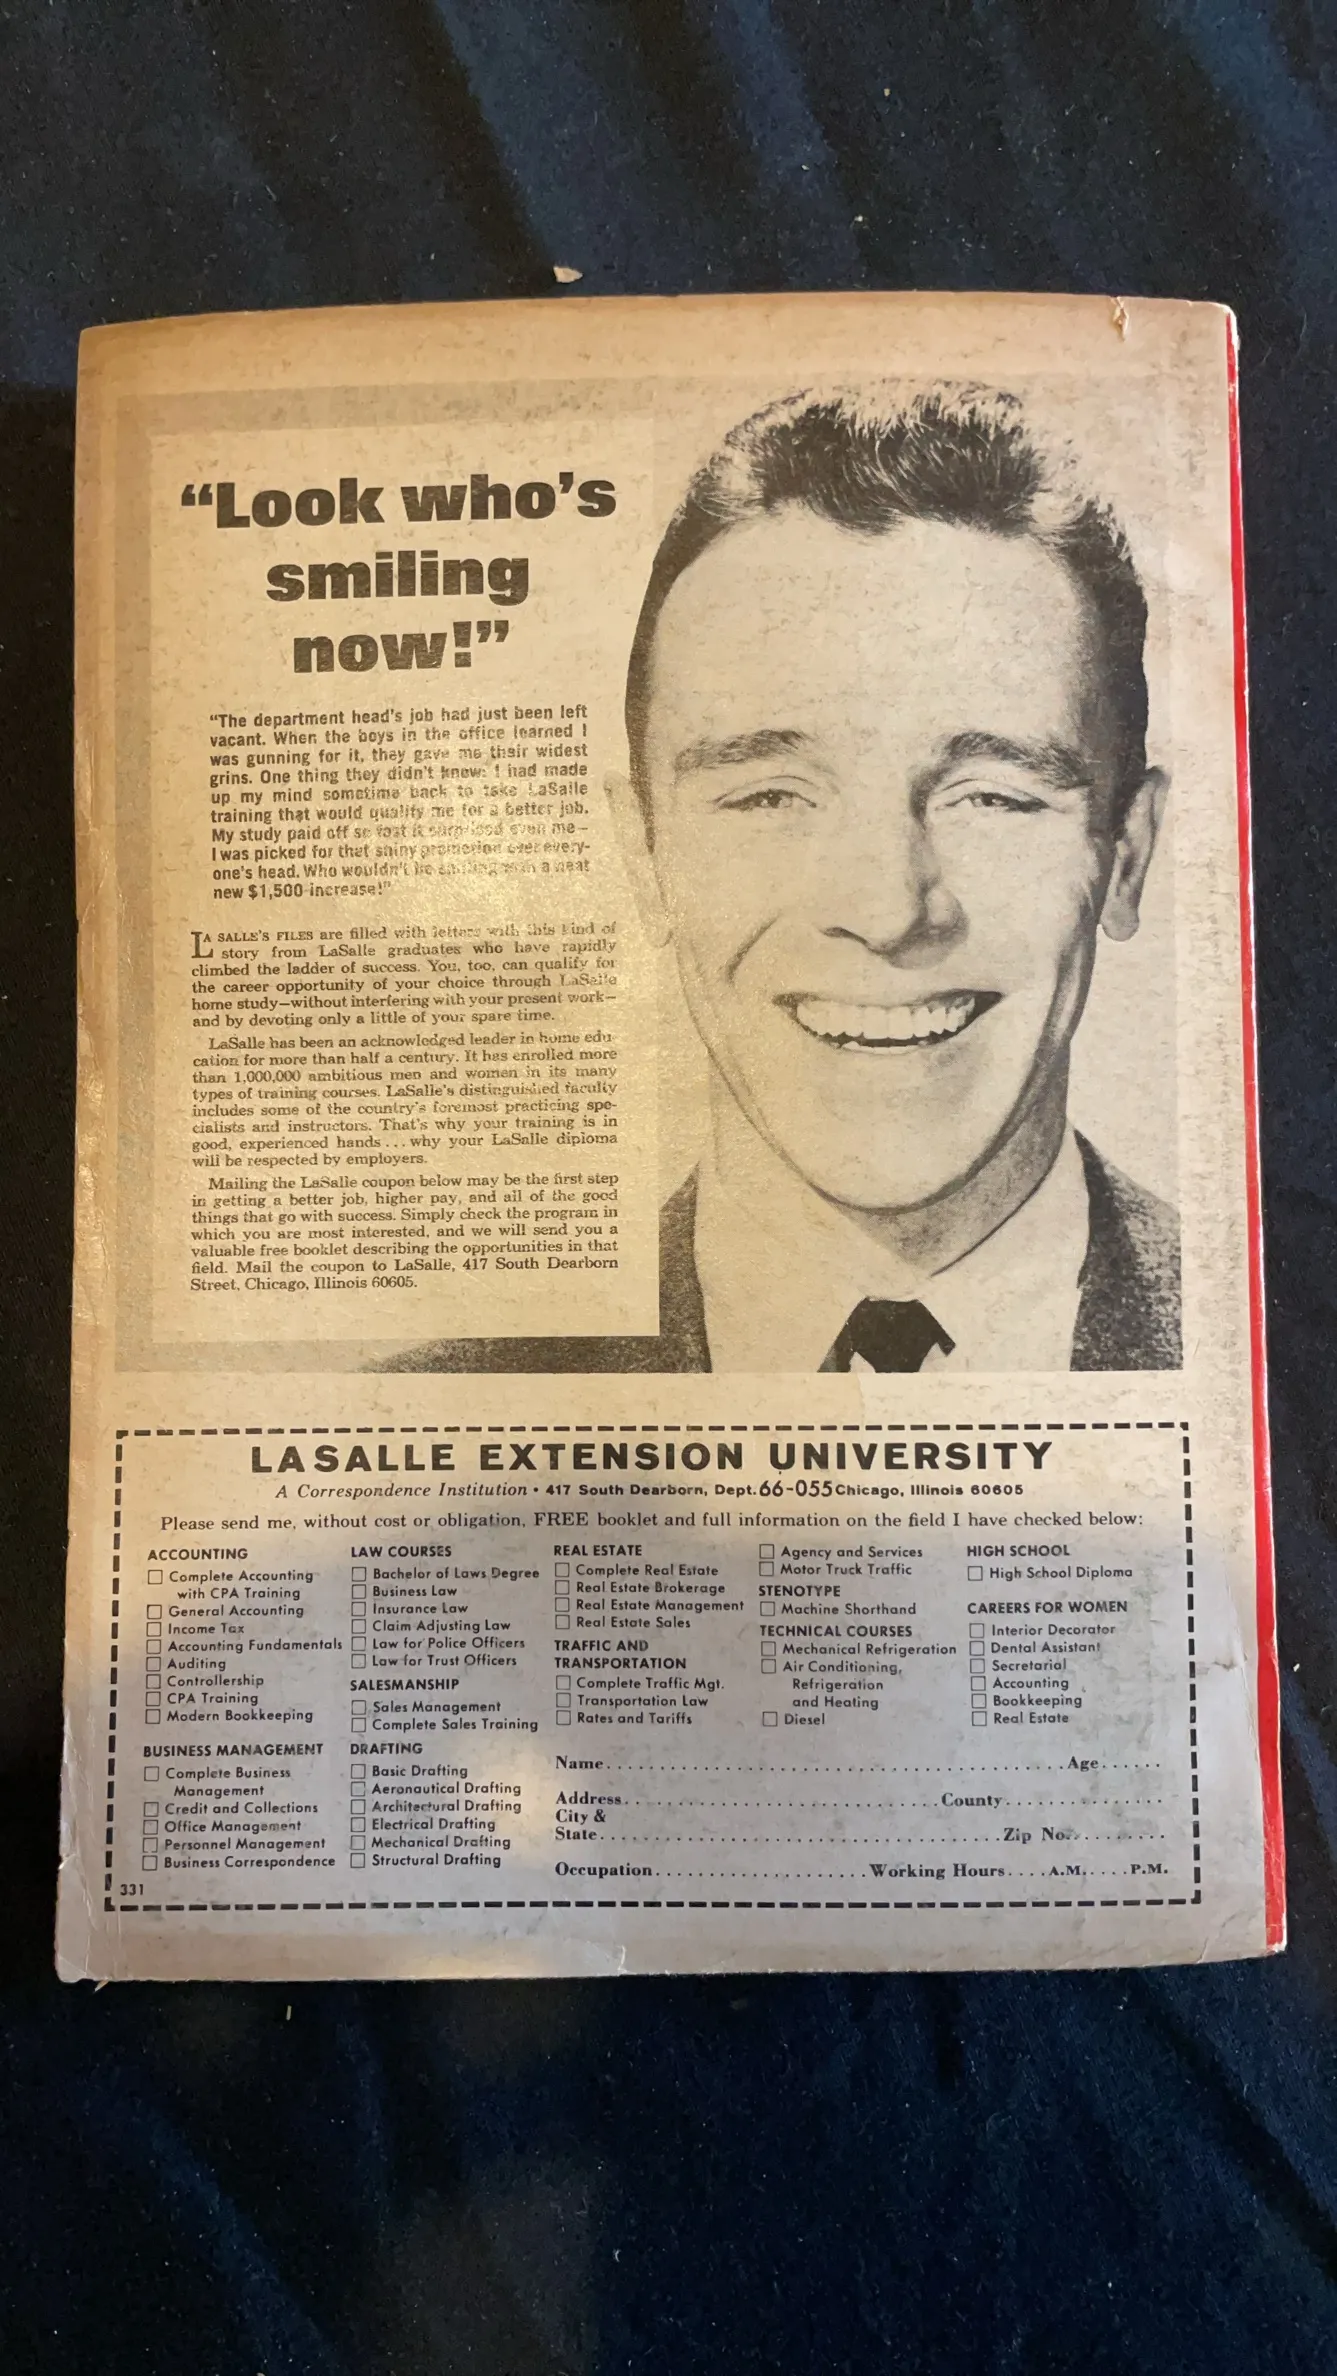 “Look who’s
smiling
now!”
“The department head’s job had just been left
vacant. When the boys in the office learned I
was gunning for it, they gave me their widest
grins. One thing they didn’t know: I had made
up my mind sometime back to take LaSalle
training that would qualify me for a better job.
My study paid off so fast it surprised even me—
I was picked for that shiny promotion over every-
one’s head. Who wouldn’t be smiling with a neat
new $1,500 increase!”
LA SALLE’S FILES are filled with letters with this kind of
story from LaSalle graduates who have rapidly
climbed the ladder of success. You, too, can qualify for
the career opportunity of your choice through LaSalle
home study—without interfering with your present work—
and by devoting only a little of your spare time.
LaSalle has been an acknowledged leader in home edu-
cation for more than half a century. It has enrolled more
than 1,000,000 ambitious men and women in its many
types of training courses. LaSalle’s distinguished faculty
includes some of the country’s foremost practicing spe-
cialists and instructors. That’s why your training is in
good, experienced hands . . . why your LaSalle diploma
will be respected by employers.
Mailing the LaSalle coupon below may be the first step
in getting a better job, higher pay, and all of the good
things that go with success. Simply check the program in
which you are most interested, and we will send you a
valuable free booklet describing the opportunities in that
field. Mail the coupon to LaSalle, 417 South Dearborn
Street, Chicago, Illinois 60605.
LASALLE EXTENSION UNIVERSITY
A Correspondence Institution • 417 South Dearborn, Dept. 66-055 Chicago, Illinois 60605
Please send me, without cost or obligation, FREE booklet and full information on the field I have checked below:
ACCOUNTING
Complete Accounting
with CPA Training
General Accounting
Income Tax
Accounting Fundamentals
Auditing
Controllership
CPA Training
Modern Bookkeeping
BUSINESS MANAGEMENT
Complete Business
Management
Credit and Collections
Office Management
Personnel Management
Business Correspondence
331
LAW COURSES
Bachelor of Laws Degree
Business Law
Insurance Law
Claim Adjusting Law
Law for Police Officers
Law for Trust Officers
SALESMANSHIP
Sales Management
Complete Sales Training
DRAFTING
Basic Drafting
Aeronautical Drafting
Architectural Drafting
Electrical Drafting
Mechanical Drafting
Structural Drafting
REAL ESTATE
Complete Real Estate
Real Estate Brokerage
Real Estate Management
Real Estate Sales
TRAFFIC AND
TRANSPORTATION
Complete Traffic Mgt.
Transportation Law
Rates and Tariffs
Agency and Services
Motor Truck Traffic
STENOTYPE
Machine Shorthand
TECHNICAL COURSES
Mechanical Refrigeration
Air Conditioning,
Refrigeration
and Heating
Diesel
HIGH SCHOOL
High School Diploma
CAREERS FOR WOMEN
Interior Decorator
Dental Assistant
Secretarial
Accounting
Bookkeeping
Real Estate
Name. . . . . . . . . . Age. . . . . .
Address. . . . . . . . . . County. . . . . . . . . .
City &
State. . . . . . . . . . Zip No. . . . . . . . .
Occupation. . . . . . . . . . Working Hours. . . . A.M. . . . . P.M.